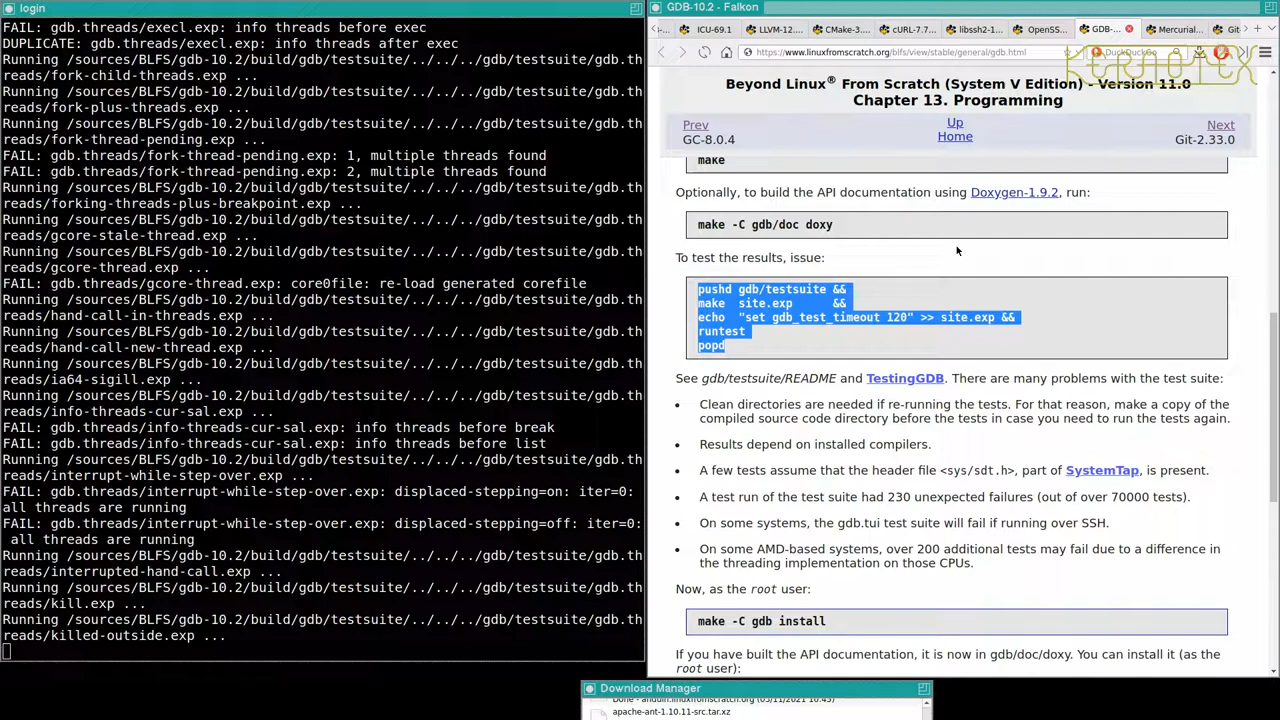 login
FAIL: gdb.threads/execl.exp: info threads before exec
DUPLICATE: gdb.threads/execl.exp: info threads after exec
Running /sources/BLFS/gdb-10.2/build/gdb/testsuite/../../../gdb/testsuite/gdb.th
reads/fork-child-threads.exp ...
Running /sources/BLFS/gdb-10.2/build/gdb/testsuite/../../../gdb/testsuite/gdb.th
reads/fork-plus-threads.exp ...
Running /sources/BLFS/gdb-10.2/build/gdb/testsuite/../../../gdb/testsuite/gdb.th
reads/fork-thread-pending.exp ...
FAIL: gdb.threads/fork-thread-pending.exp: 1, multiple threads found
FAIL: gdb.threads/fork-thread-pending.exp: 2, multiple threads found
Running /sources/BLFS/gdb-10.2/build/gdb/testsuite/../../../gdb/testsuite/gdb.th
reads/forking-threads-plus-breakpoint.exp ...
Running /sources/BLFS/gdb-10.2/build/gdb/testsuite/../../../gdb/testsuite/gdb.th
reads/gcore-stale-thread.exp ...
Running /sources/BLFS/gdb-10.2/build/gdb/testsuite/../../../gdb/testsuite/gdb.th
reads/gcore-thread.exp ...
FAIL: gdb.threads/gcore-thread.exp: core0file: re-load generated corefile
Running /sources/BLFS/gdb-10.2/build/gdb/testsuite/../../../gdb/testsuite/gdb.th
reads/hand-call-in-threads.exp ...
Running /sources/BLFS/gdb-10.2/build/gdb/testsuite/../../../gdb/testsuite/gdb.th
reads/hand-call-new-thread.exp ...
Running /sources/BLFS/gdb-10.2/build/gdb/testsuite/../../../gdb/testsuite/gdb.th
reads/ia64-sigill.exp ...
Running /sources/BLFS/gdb-10.2/build/gdb/testsuite/../../../gdb/testsuite/gdb.th
reads/info-threads-cur-sal.exp ...
FAIL: gdb.threads/info-threads-cur-sal.exp: info threads before break
FAIL: gdb.threads/info-threads-cur-sal.exp: info threads before list
Running /sources/BLFS/gdb-10.2/build/gdb/testsuite/../../../gdb/testsuite/gdb.th
reads/interrupt-while-step-over.exp ...
FAIL: gdb.threads/interrupt-while-step-over.exp: displaced-stepping=on: iter=0:
all threads are running
FAIL: gdb.threads/interrupt-while-step-over.exp: displaced-stepping=off: iter=0:
all threads are running
Running /sources/BLFS/gdb-10.2/build/gdb/testsuite/../../../gdb/testsuite/gdb.th
reads/interrupted-hand-call.exp ...
Running /sources/BLFS/gdb-10.2/build/gdb/testsuite/../../../gdb/testsuite/gdb.th
reads/kill.exp ...
Running /sources/BLFS/gdb-10.2/build/gdb/testsuite/../../../gdb/testsuite/gdb.th
reads/killed-outside.exp ...
GDB-10.2 - Falkon
ICU-69.1 LLVM-12.... CMake-3... cURL-7.7... libssh2-1... OpenSS... GDB-... Mercurial... Git
https://www.linuxfromscratch.org/blfs/view/stable/general/gdb.html DuckDuckGo
KERNOTEX
Beyond Linux® From Scratch (System V Edition) - Version 11.0
Chapter 13. Programming
Prev Up Next
GC-8.0.4 Home Git-2.33.0
make
Optionally, to build the API documentation using Doxygen-1.9.2, run:
make -C gdb/doc doxy
To test the results, issue:
pushd gdb/testsuite &&
make site.exp &&
echo "set gdb_test_timeout 120" >> site.exp &&
runtest
popd
See gdb/testsuite/README and TestingGDB. There are many problems with the test suite:
• Clean directories are needed if re-running the tests. For that reason, make a copy of the
compiled source code directory before the tests in case you need to run the tests again.
• Results depend on installed compilers.
• A few tests assume that the header file <sys/sdt.h>, part of SystemTap, is present.
• A test run of the test suite had 230 unexpected failures (out of over 70000 tests).
• On some systems, the gdb.tui test suite will fail if running over SSH.
• On some AMD-based systems, over 200 additional tests may fail due to a difference in
the threading implementation on those CPUs.
Now, as the root user:
make -C gdb install
If you have built the API documentation, it is now in gdb/doc/doxy. You can install it (as the
root user):
Download Manager
Done - anduin.linuxfromscratch.org (05/11/2021 10:45)
apache-ant-1.10.11-src.tar.xz